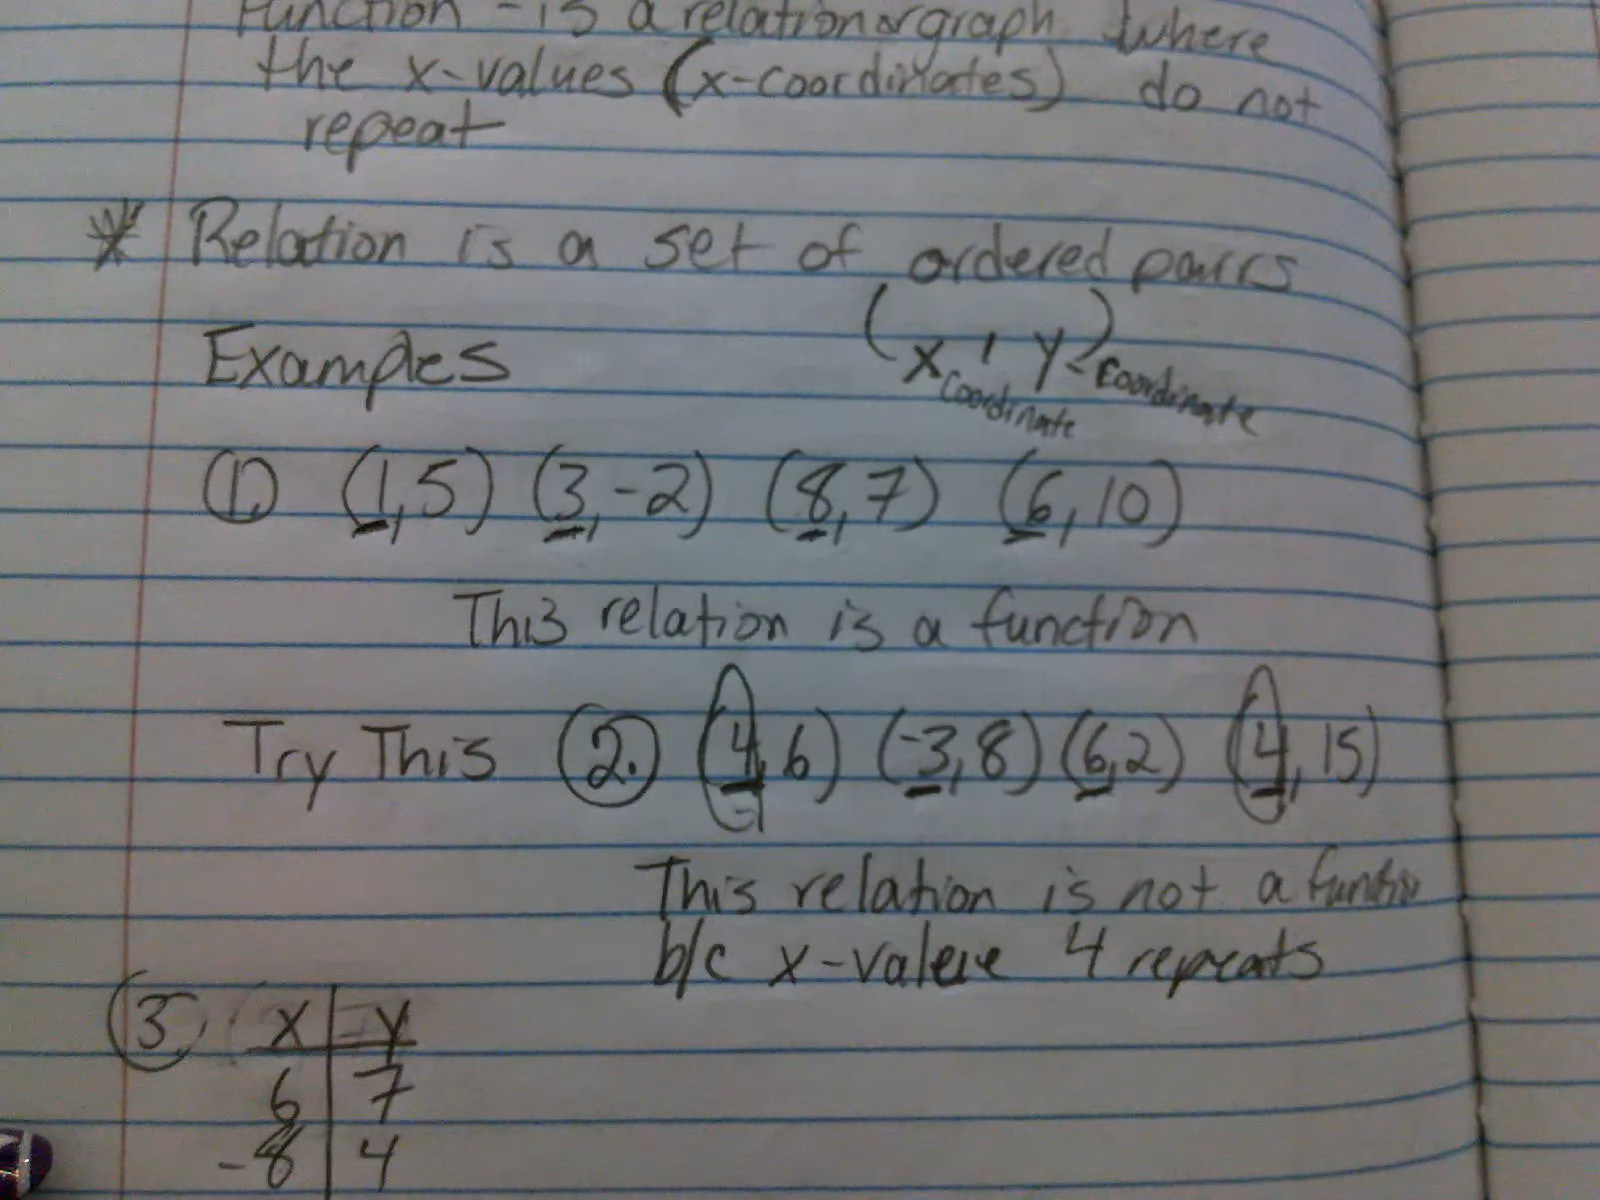 Function - is a relation or graph where
the x-values (x-coordinates) do not
repeat
* Relation is a set of ordered pairs
(x, y)
Coordinate Coordinate
Examples
1. (1,5) (3,-2) (8,7) (6,10)
This relation is a function
Try This 2. (4,6) (-3,8) (6,2) (4,15)
This relation is not a function
b/c x-value 4 repeats
3 x y
6 7
-8 4